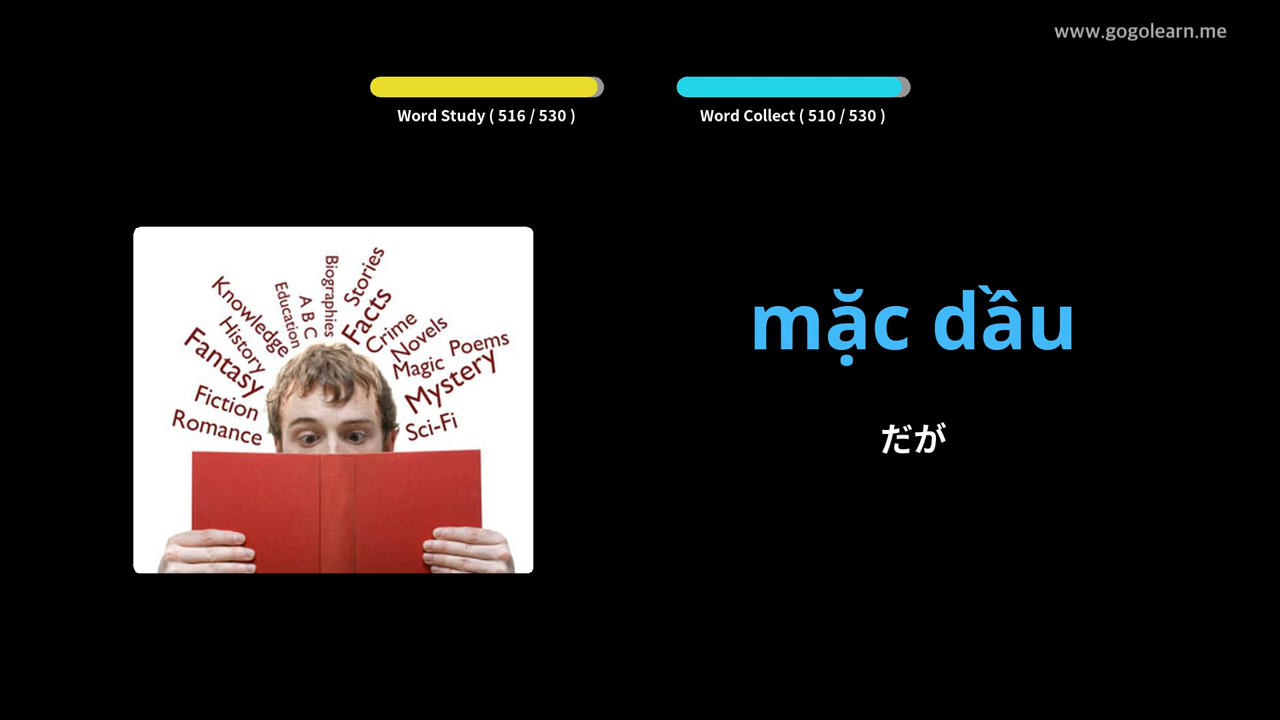 www.gogolearn.me
Word Study ( 516 / 530 )
Word Collect ( 510 / 530 )
Knowledge
History
Fantasy
Fiction
Romance
Education
A B C
Biographies
Stories
Facts
Crime
Novels
Magic
Poems
Mystery
Sci-Fi
mặc dầu
だが